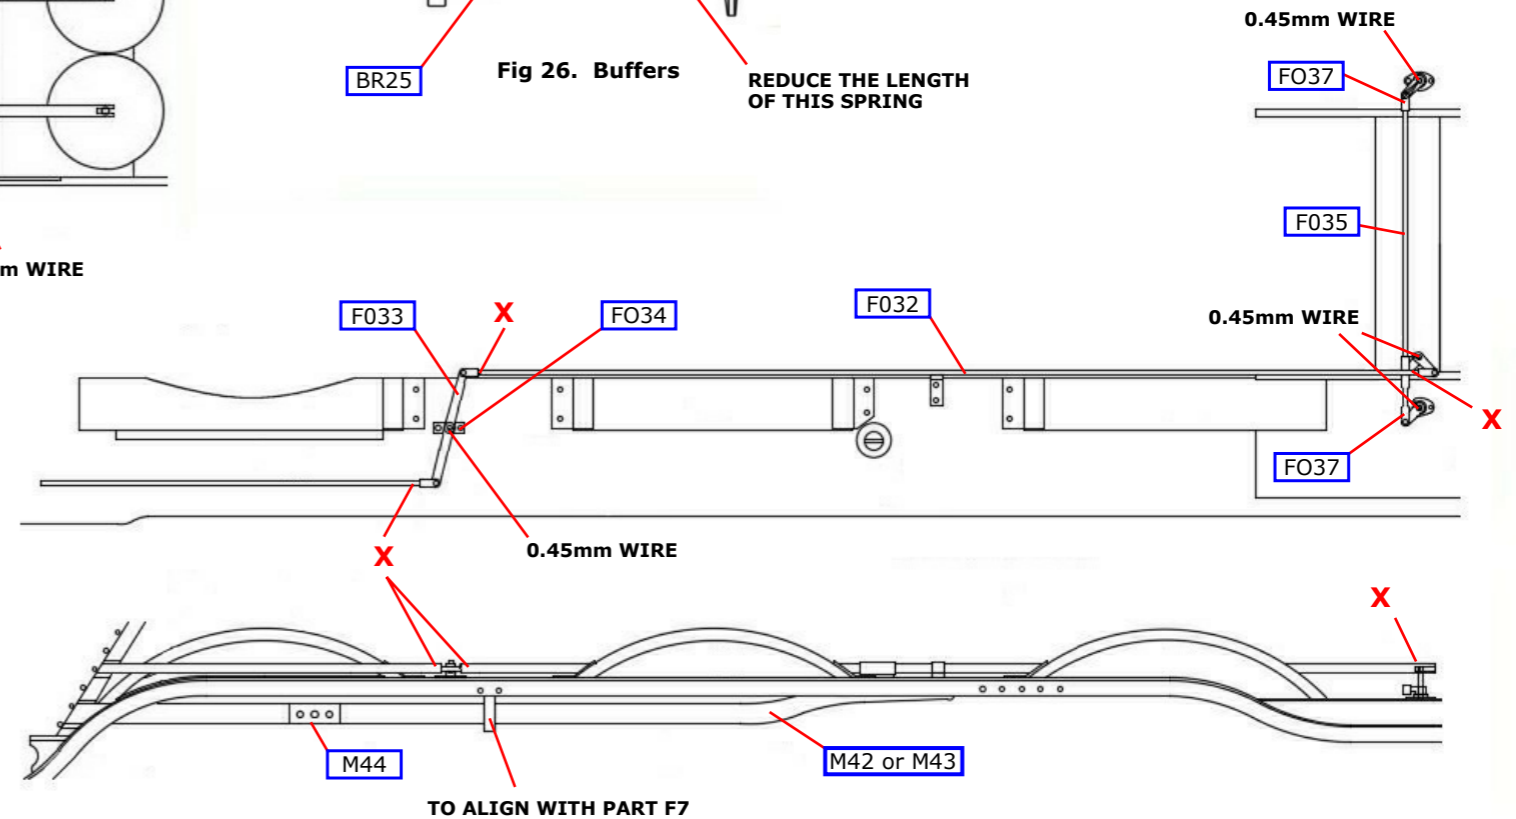 0.45mm WIRE
BR25
Fig 26. Buffers
REDUCE THE LENGTH
OF THIS SPRING
FO37
F035
m WIRE
F033
X
FO34
F032
0.45mm WIRE
X
FO37
X
0.45mm WIRE
X
M44
M42 or M43
TO ALIGN WITH PART F7